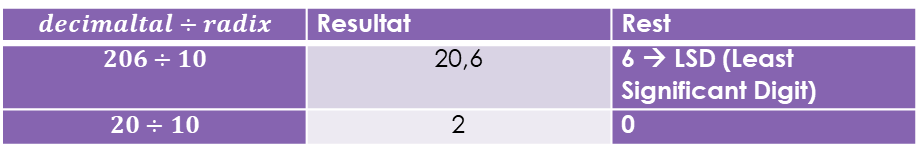 decimaltal ÷ radix Resultat Rest
206 ÷ 10 20,6 6 → LSD (Least
Significant Digit)
20 ÷ 10 2 0